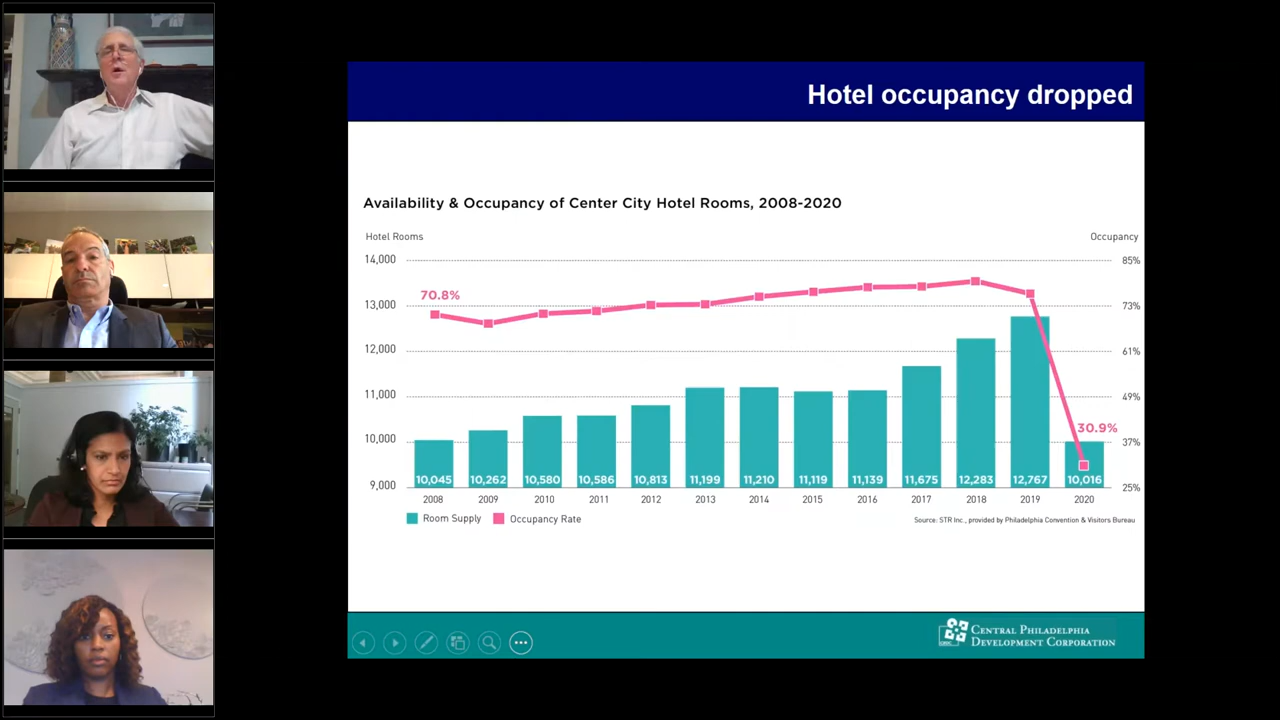 Hotel occupancy dropped
Availability & Occupancy of Center City Hotel Rooms, 2008-2020
Hotel Rooms
Occupancy
14,000
85%
70.8%
13,000
73%
12,000
61%
11,000
49%
30.9%
10,000
37%
10,045 10,262 10,580 10,586 10,813 11,199 11,210 11,119 11,139 11,675 12,283 12,767 10,016
9,000
25%
2008 2009 2010 2011 2012 2013 2014 2015 2016 2017 2018 2019 2020
Room Supply Occupancy Rate
Source: STR Inc., provided by Philadelphia Convention & Visitors Bureau
CENTRAL PHILADELPHIA
DEVELOPMENT CORPORATION